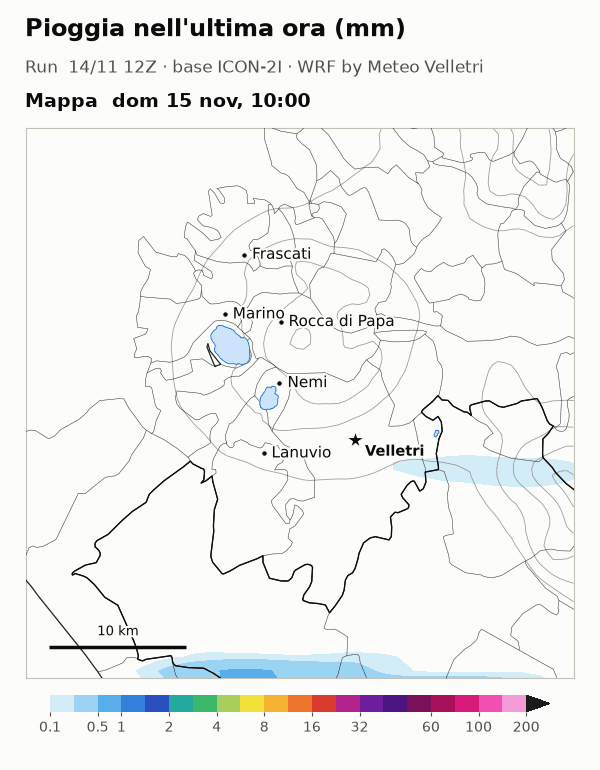 Pioggia nell'ultima ora (mm)
Run 14/11 12Z · base ICON-2I · WRF by Meteo Velletri
Mappa dom 15 nov, 10:00
Frascati
Marino
Rocca di Papa
Nemi
Velletri
Lanuvio
10 km
0.1 0.5 1 2 4 8 16 32 60 100 200